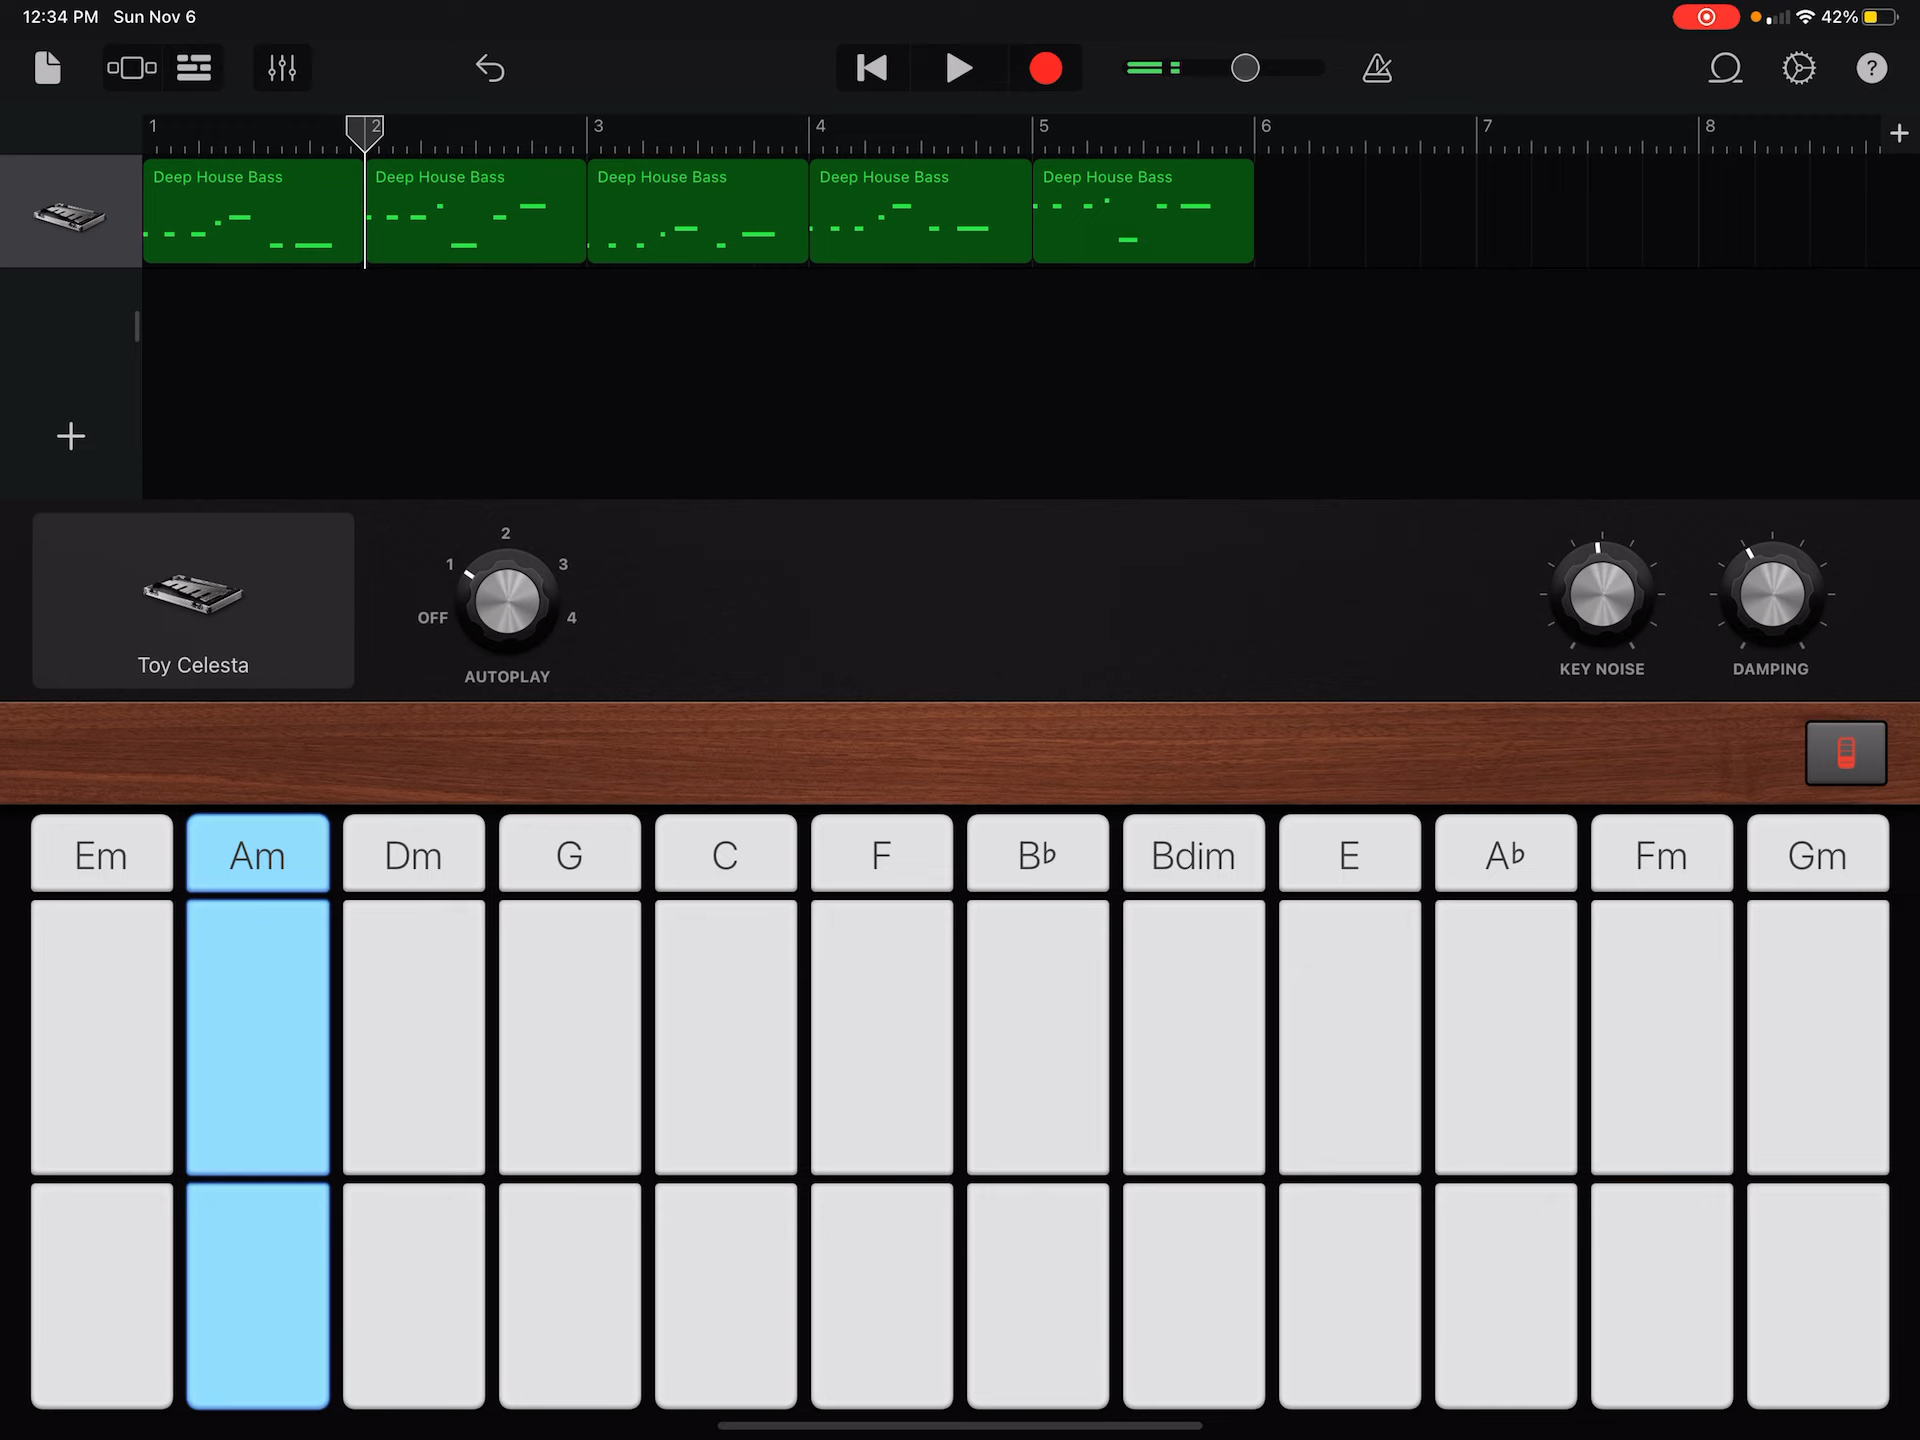 12:34 PM Sun Nov 6
42%
?
1 2 3 4 5 6 7 8
Deep House Bass Deep House Bass Deep House Bass Deep House Bass Deep House Bass
2
1 3
OFF 4
Toy Celesta
AUTOPLAY
KEY NOISE DAMPING
Em Am Dm G C F B♭ Bdim E A♭ Fm Gm